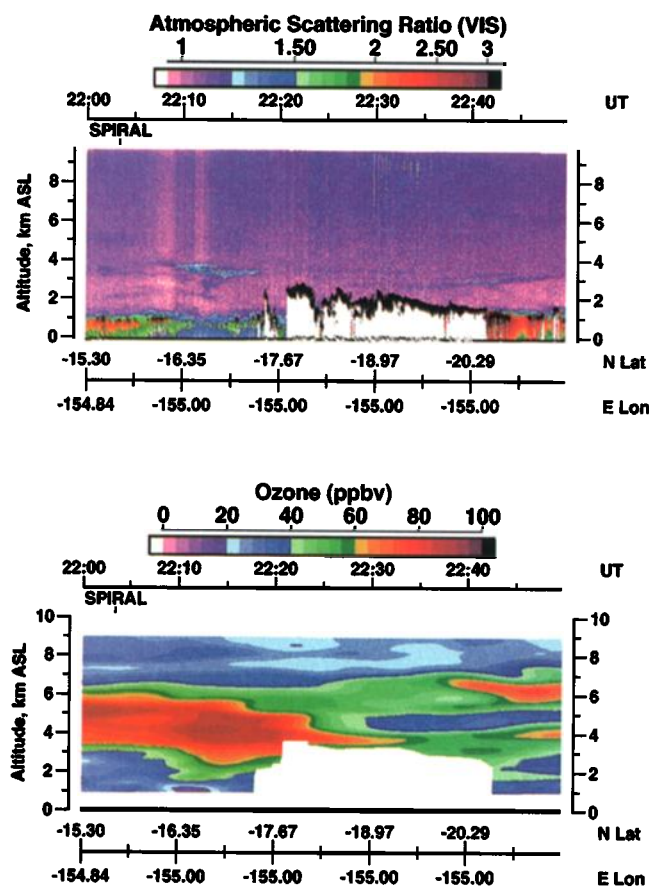 Atmospheric Scattering Ratio (VIS)
1 1.50 2 2.50 3
22:00 22:10 22:20 22:30 22:40 UT
SPIRAL
Altitude, km ASL
8 8
6 6
4 4
2 2
0 0
-15.30 -16.35 -17.67 -18.97 -20.29 N Lat
-154.84 -155.00 -155.00 -155.00 -155.00 E Lon
Ozone (ppbv)
0 20 40 60 80 100
22:00 22:10 22:20 22:30 22:40 UT
SPIRAL
Altitude, km ASL
10 10
8 8
6 6
4 4
2 2
0 0
-15.30 -16.35 -17.67 -18.97 -20.29 N Lat
-154.84 -155.00 -155.00 -155.00 -155.00 E Lon